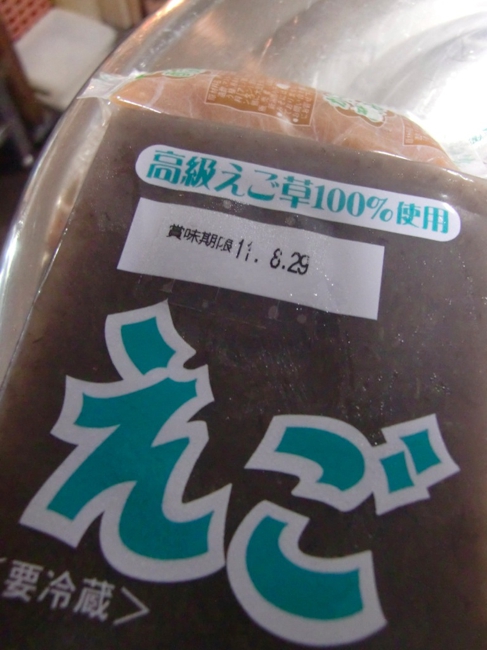 高級えご草100%使用
賞味期限 11. 8.29
えご
<要冷蔵>